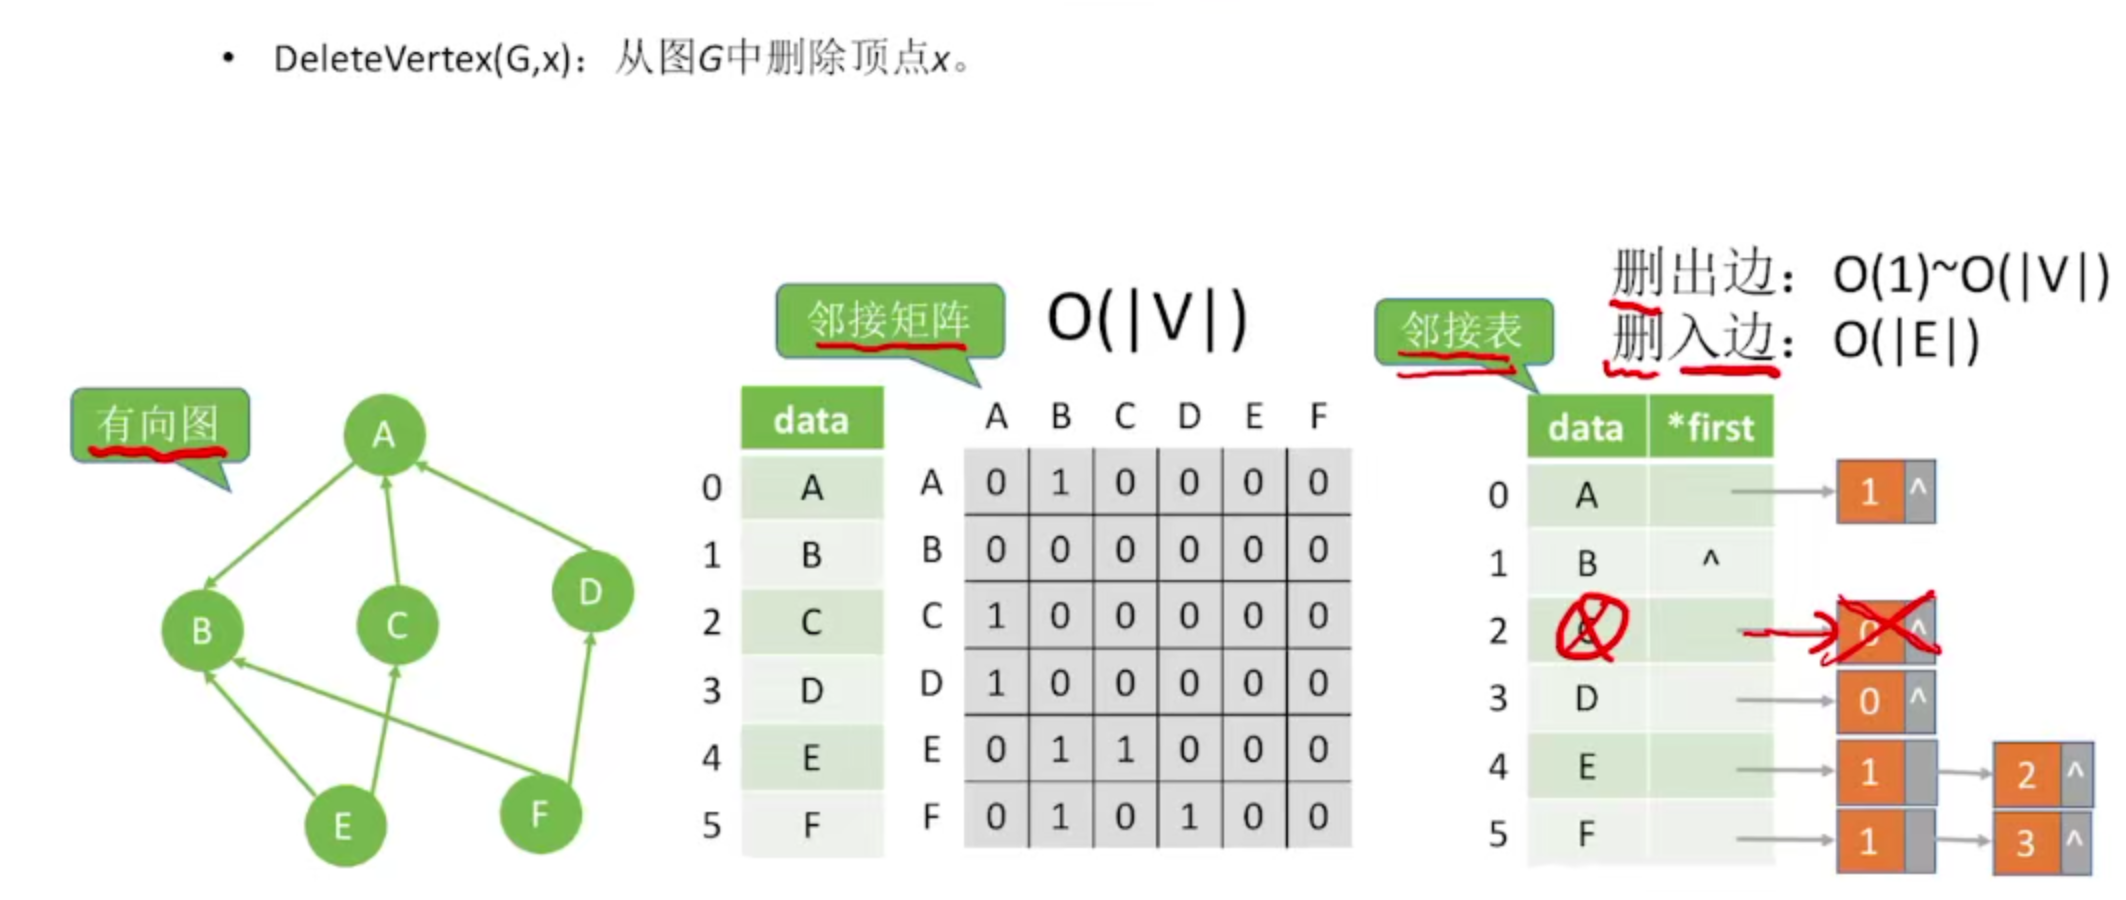 • DeleteVertex(G,x)：从图G中删除顶点x。
删出边：O(1)~O(|V|)
删入边：O(|E|)
邻接矩阵 O(|V|)
邻接表
有向图
A
B
C
D
E
F
data
0 A
1 B
2 C
3 D
4 E
5 F
A B C D E F
A 0 1 0 0 0 0
B 0 0 0 0 0 0
C 1 0 0 0 0 0
D 1 0 0 0 0 0
E 0 1 1 0 0 0
F 0 1 0 1 0 0
data *first
0 A 1 ^
1 B ^
2 C 0 ^
3 D 0 ^
4 E 1 2 ^
5 F 1 3 ^